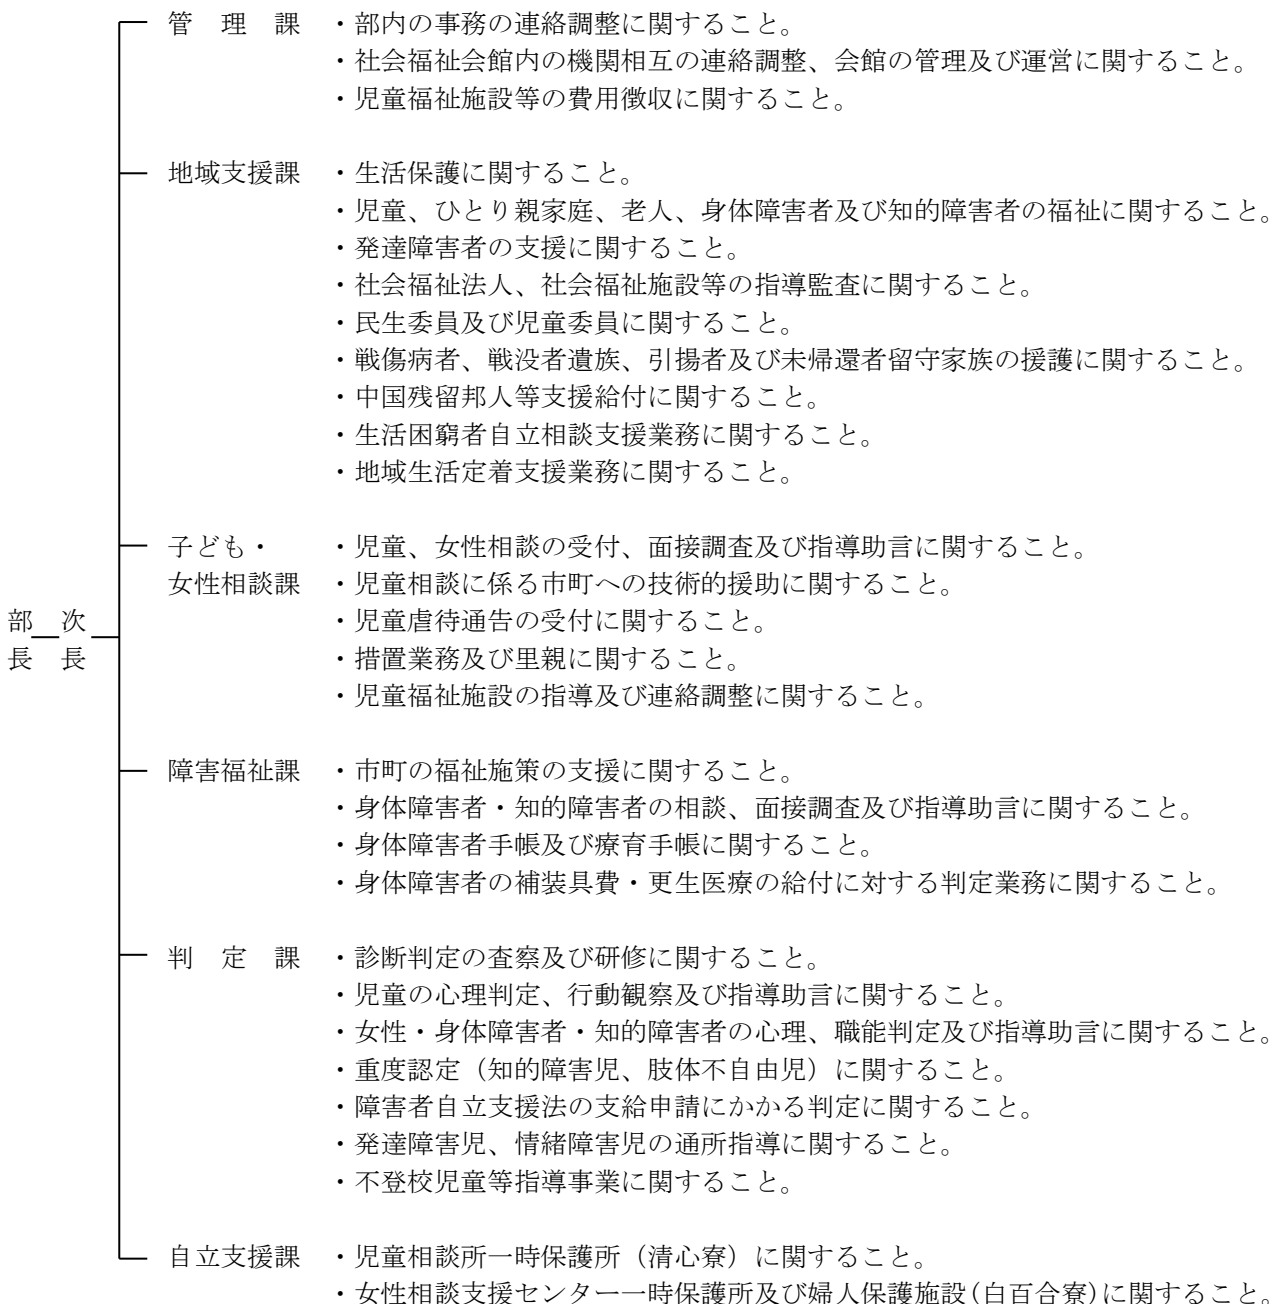 管 理 課 ・部内の事務の連絡調整に関すること。
・社会福祉会館内の機関相互の連絡調整、会館の管理及び運営に関すること。
・児童福祉施設等の費用徴収に関すること。
地域支援課 ・生活保護に関すること。
・児童、ひとり親家庭、老人、身体障害者及び知的障害者の福祉に関すること。
・発達障害者の支援に関すること。
・社会福祉法人、社会福祉施設等の指導監査に関すること。
・民生委員及び児童委員に関すること。
・戦傷病者、戦没者遺族、引揚者及び未帰還者留守家族の援護に関すること。
・中国残留邦人等支援給付に関すること。
・生活困窮者自立相談支援業務に関すること。
・地域生活定着支援業務に関すること。
子ども・ ・児童、女性相談の受付、面接調査及び指導助言に関すること。
女性相談課 ・児童相談に係る市町への技術的援助に関すること。
部 次 ・児童虐待通告の受付に関すること。
長 長 ・措置業務及び里親に関すること。
・児童福祉施設の指導及び連絡調整に関すること。
障害福祉課 ・市町の福祉施策の支援に関すること。
・身体障害者・知的障害者の相談、面接調査及び指導助言に関すること。
・身体障害者手帳及び療育手帳に関すること。
・身体障害者の補装具費・更生医療の給付に対する判定業務に関すること。
判 定 課 ・診断判定の査察及び研修に関すること。
・児童の心理判定、行動観察及び指導助言に関すること。
・女性・身体障害者・知的障害者の心理、職能判定及び指導助言に関すること。
・重度認定（知的障害児、肢体不自由児）に関すること。
・障害者自立支援法の支給申請にかかる判定に関すること。
・発達障害児、情緒障害児の通所指導に関すること。
・不登校児童等指導事業に関すること。
自立支援課 ・児童相談所一時保護所（清心寮）に関すること。
・女性相談支援センター一時保護所及び婦人保護施設(白百合寮)に関すること。